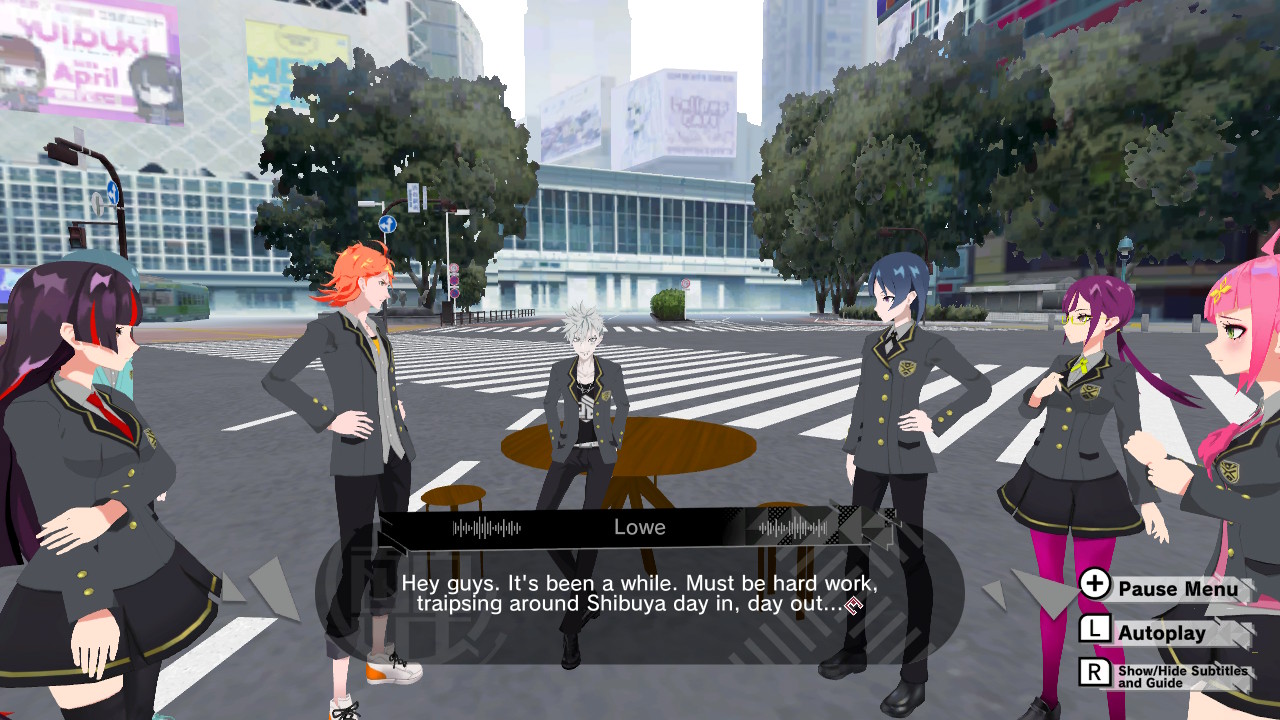 Yuibuki
April
Lowe
Hey guys. It's been a while. Must be hard work,
traipsing around Shibuya day in, day out...
+ Pause Menu
L Autoplay
R Show/Hide Subtitles
and Guide